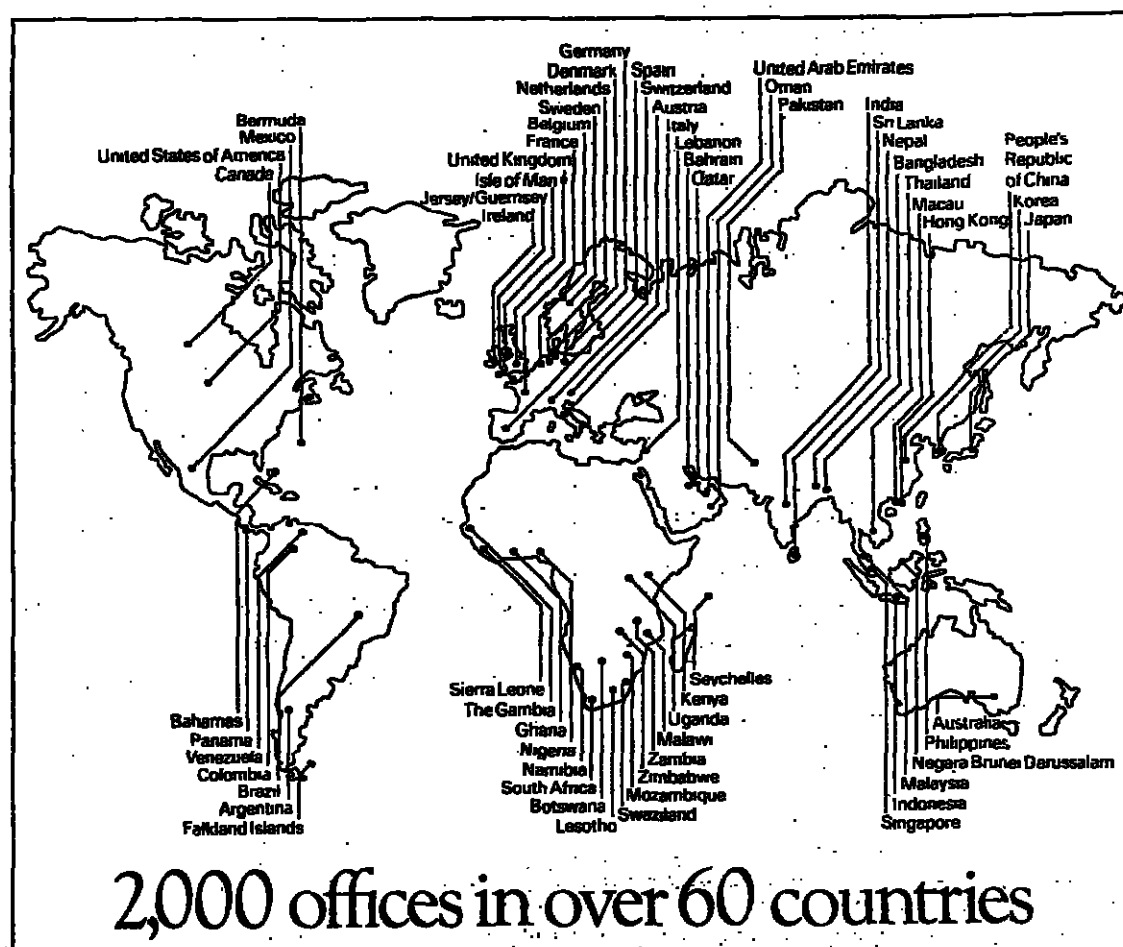 Bermuda
Mexico
United States of America
Canada
Germany
Denmark
Netherlands
Sweden
Belgium
France
United Kingdom
Isle of Man
Jersey/Guernsey
Ireland
Spain
Switzerland
Austria
Italy
Lebanon
Bahrain
Qatar
United Arab Emirates
Oman
Pakistan
India
Sri Lanka
Nepal
Bangladesh
Thailand
Macau
Hong Kong
People's
Republic
of China
Korea
Japan
Bahamas
Panama
Venezuela
Colombia
Brazil
Argentina
Falkland Islands
Sierra Leone
The Gambia
Ghana
Nigeria
Namibia
South Africa
Botswana
Lesotho
Seychelles
Kenya
Uganda
Malawi
Zambia
Zimbabwe
Mozambique
Swaziland
Australia
Philippines
Negara Brunei Darussalam
Malaysia
Indonesia
Singapore
2,000 offices in over 60 countries